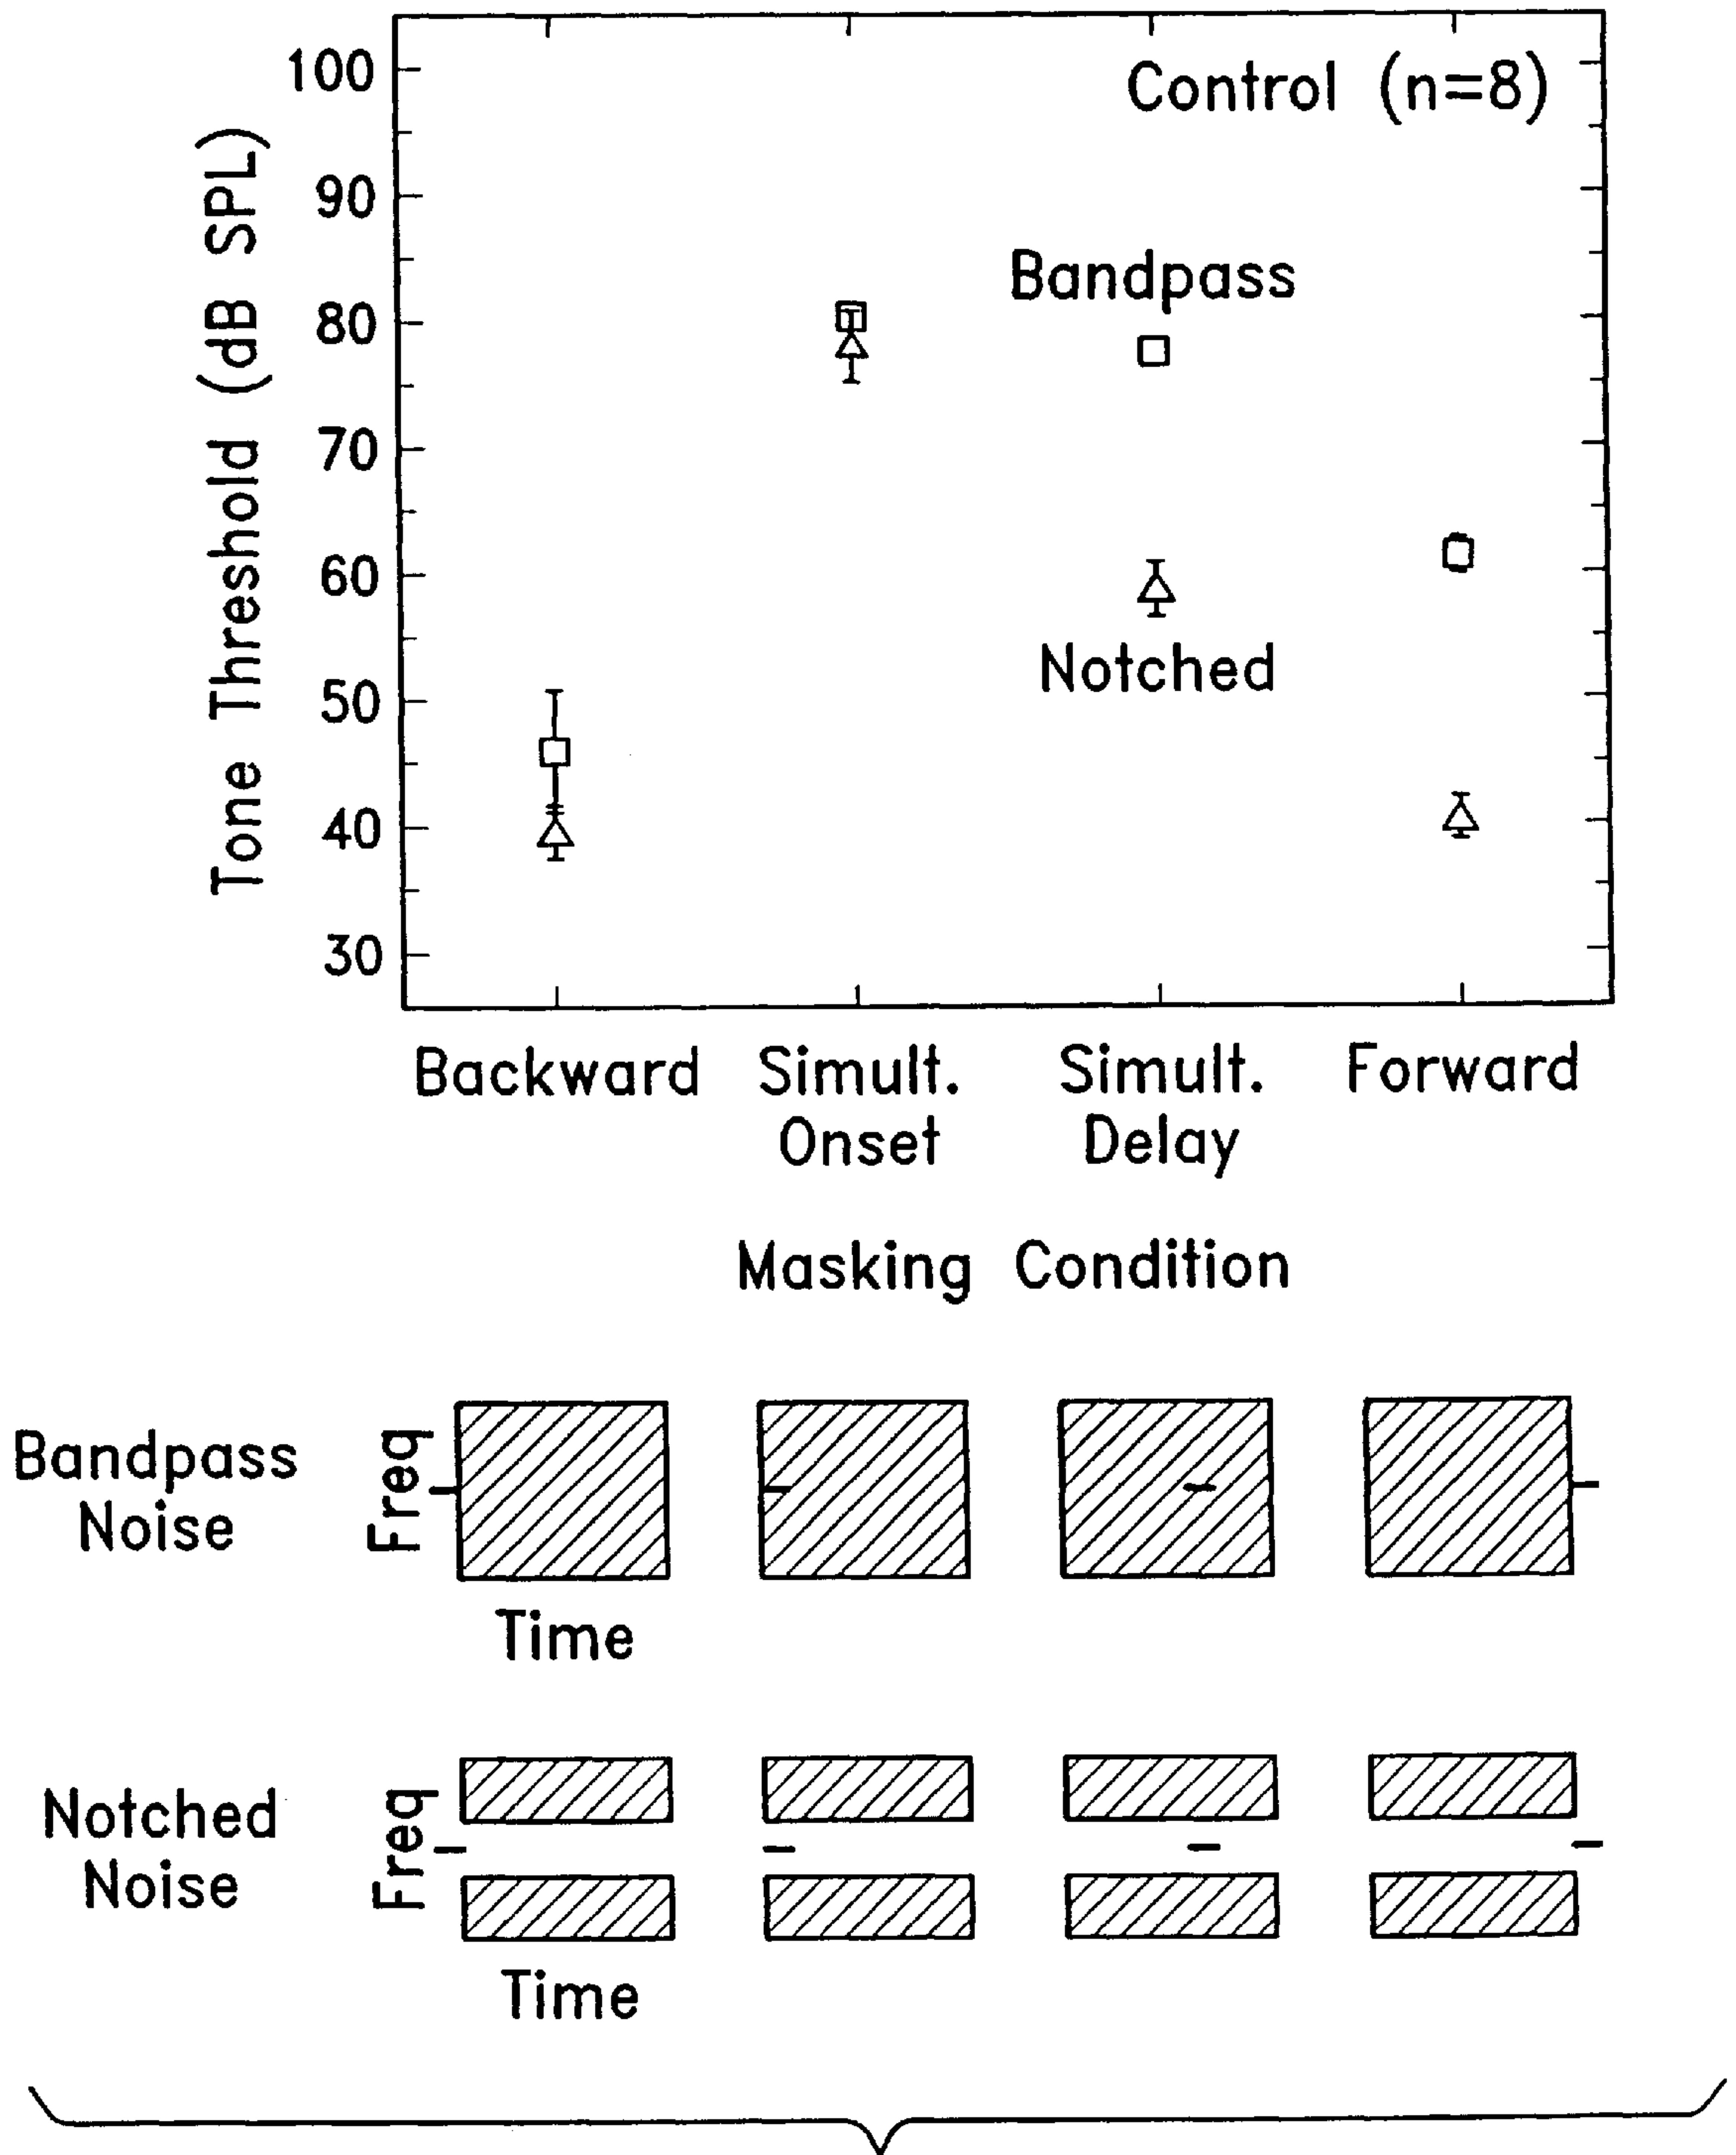 Control (n=8)
Tone Threshold (dB SPL)
100
90
80
70
60
50
40
30
Bandpass
Notched
Backward
Simult.
Onset
Simult.
Delay
Forward
Masking Condition
Bandpass
Noise
Freq
Time
Notched
Noise
Freq
Time